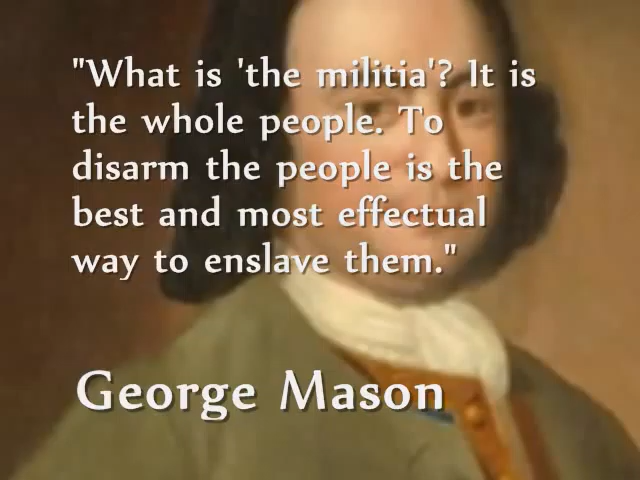 "What is 'the militia'? It is
the whole people. To
disarm the people is the
best and most effectual
way to enslave them."
George Mason